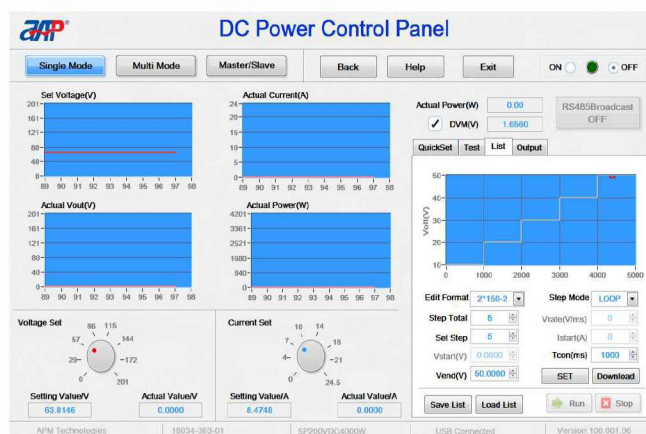 APM
DC Power Control Panel
Single Mode Multi Mode Master/Slave Back Help Exit ON OFF
Set Voltage(V)
201
161
121
80
40
0
89 90 91 92 93 94 95 96 97 98
Actual Current(A)
24
20
15
10
5
0
89 90 91 92 93 94 95 96 97 98
Actual Vout(V)
201
161
121
80
40
0
89 90 91 92 93 94 95 96 97 98
Actual Power(W)
4201
3361
2521
1680
840
0
89 90 91 92 93 94 95 96 97 98
Actual Power(W) 0.00
DVM(V) 1.6560
RS485Broadcast
OFF
QuickSet Test List Output
Volt(V)
50
40
30
20
10
0 1000 2000 3000 4000 5000
Edit Format 2*150-2 Step Mode LOOP
Step Total 5 Vrate(V/ms) 0
Set Step 5 Istart(A) 0
Vstart(V) 0.0000 Tcon(ms) 1000
Vend(V) 50.0000 SET Download
Save List Load List Run Stop
Voltage Set
0 29 57 86 115 144 172 201
Setting Value/V Actual Value/V
63.8146 0.0000
Current Set
0 4 7 10 14 18 21 24.5
Setting Value/A Actual Value/A
8.4748 0.0000
APM Technologies 18034-363-01 SP200VDC4000W USB Connected Version:100.001.06